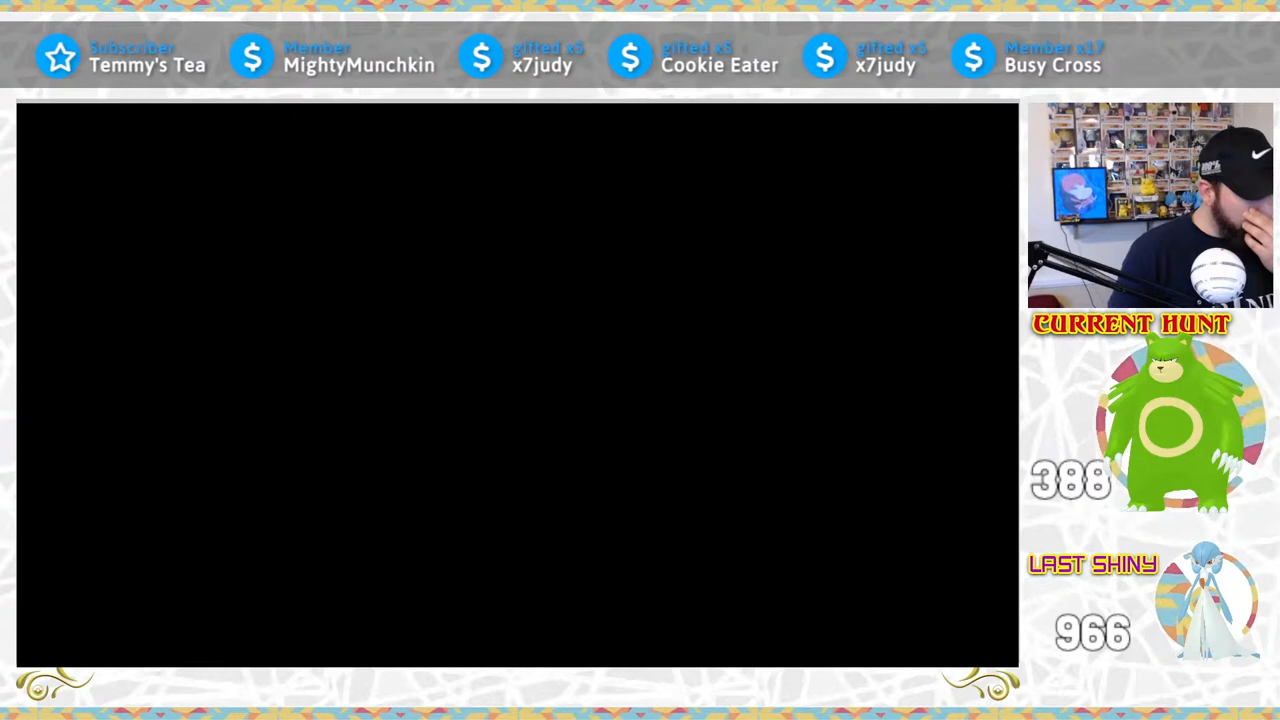 Subscriber
Temmy's Tea
Member
MightyMunchkin
gifted x5
x7judy
gifted x5
Cookie Eater
gifted x5
x7judy
Member x17
Busy Cross
CURRENT HUNT
388
LAST SHINY
966